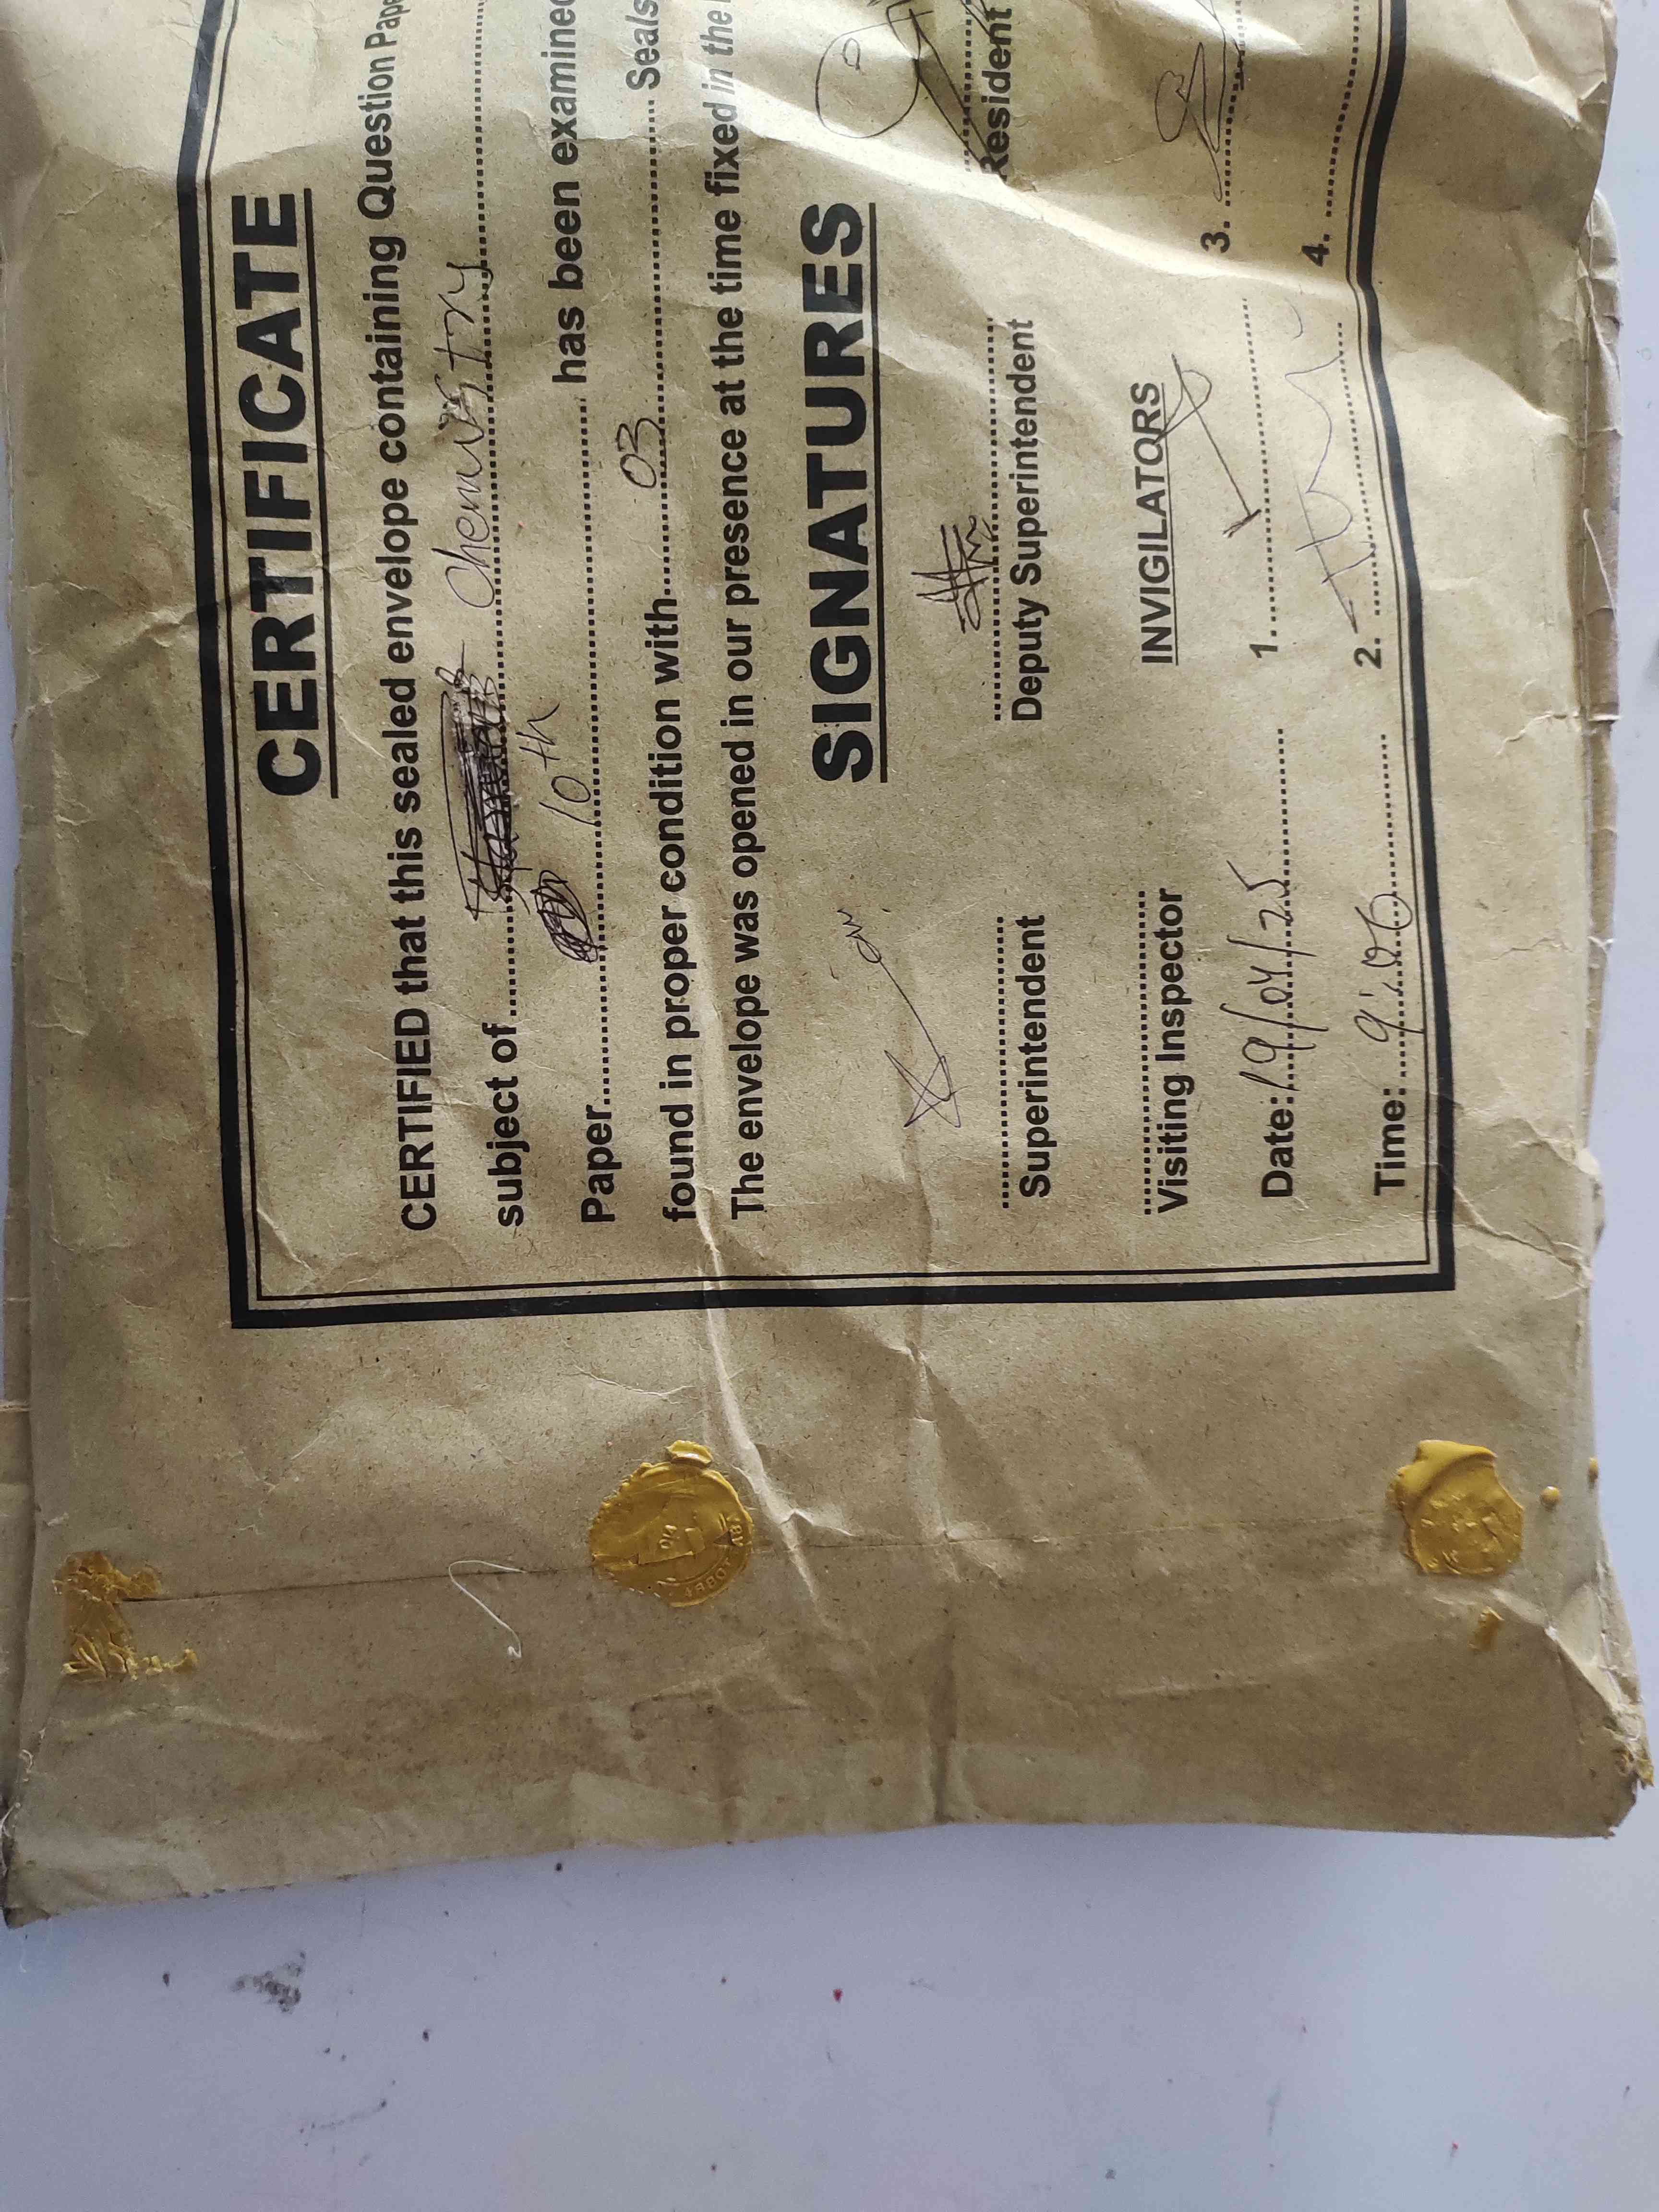 CERTIFICATE
CERTIFIED that this sealed envelope containing Question Pape
subject of.......... Chemistry ..........
Paper.......... 10th .......... has been examined
found in proper condition with.......... 03 .......... Seals
The envelope was opened in our presence at the time fixed in the
SIGNATURES
Superintendent
Deputy Superintendent
Resident
Visiting Inspector
INVIGILATORS
Date: 19/04/25
1.
3.
Time: 9:06
2.
4.